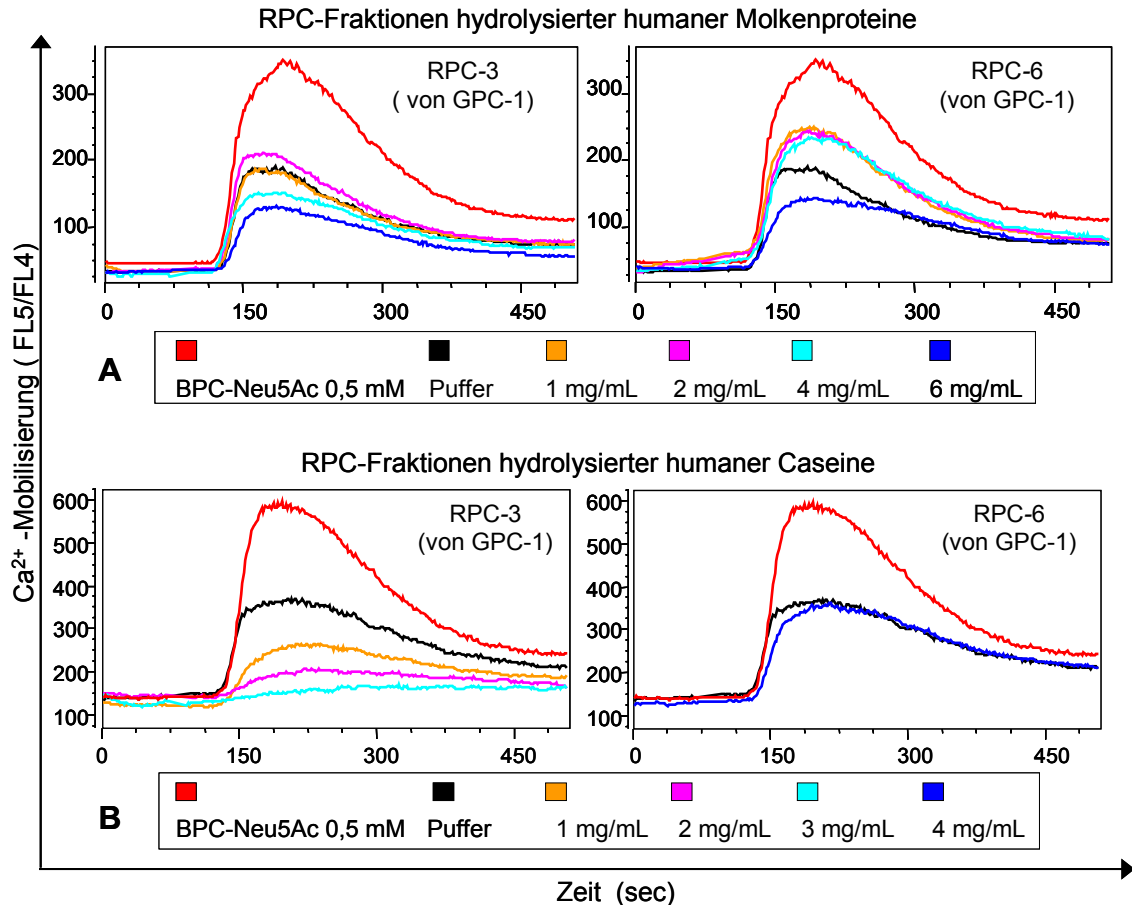 RPC-Fraktionen hydrolysierter humaner Molkenproteine
RPC-3
( von GPC-1)
300
200
100
0 150 300 450
RPC-6
(von GPC-1)
300
200
100
0 150 300 450
A
BPC-Neu5Ac 0,5 mM Puffer 1 mg/mL 2 mg/mL 4 mg/mL 6 mg/mL
Ca²⁺ -Mobilisierung ( FL5/FL4)
RPC-Fraktionen hydrolysierter humaner Caseine
RPC-3
(von GPC-1)
600
500
400
300
200
100
0 150 300 450
RPC-6
(von GPC-1)
600
500
400
300
200
100
0 150 300 450
B
BPC-Neu5Ac 0,5 mM Puffer 1 mg/mL 2 mg/mL 3 mg/mL 4 mg/mL
Zeit (sec)